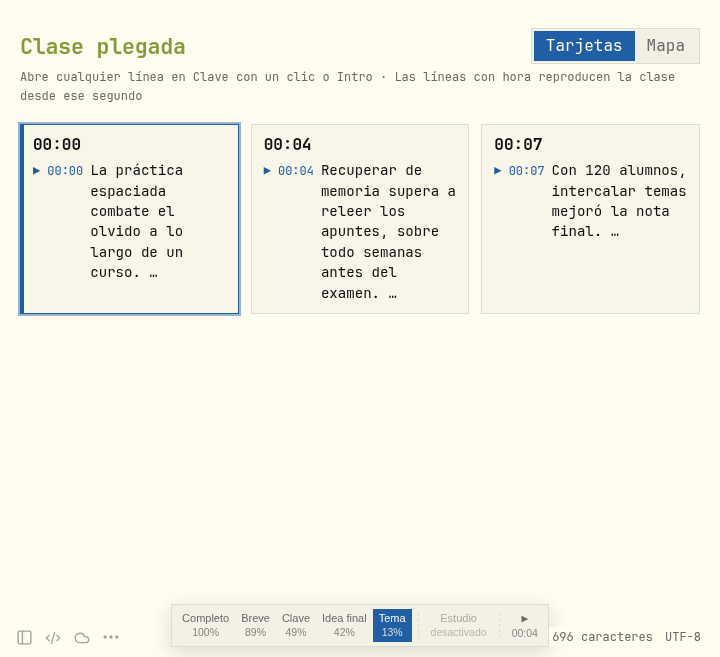 Clase plegada
Tarjetas Mapa
Abre cualquier línea en Clave con un clic o Intro · Las líneas con hora reproducen la clase
desde ese segundo
00:00
▶ 00:00 La práctica
espaciada
combate el
olvido a lo
largo de un
curso. …
00:04
▶ 00:04 Recuperar de
memoria supera a
releer los
apuntes, sobre
todo semanas
antes del
examen. …
00:07
▶ 00:07 Con 120 alumnos,
intercalar temas
mejoró la nota
final. …
Completo Breve Clave Idea final Tema Estudio ▶
100% 89% 49% 42% 13% desactivado 00:04
696 caracteres UTF-8